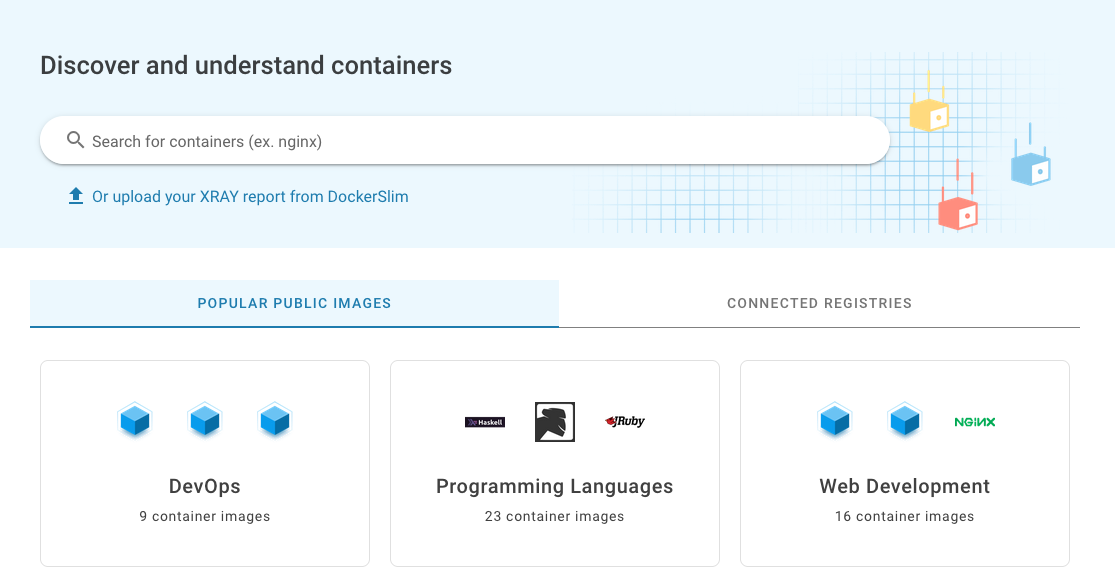 Discover and understand containers
Search for containers (ex. nginx)
Or upload your XRAY report from DockerSlim
POPULAR PUBLIC IMAGES
CONNECTED REGISTRIES
Haskell
JRuby
NGINX
DevOps
Programming Languages
Web Development
9 container images
23 container images
16 container images